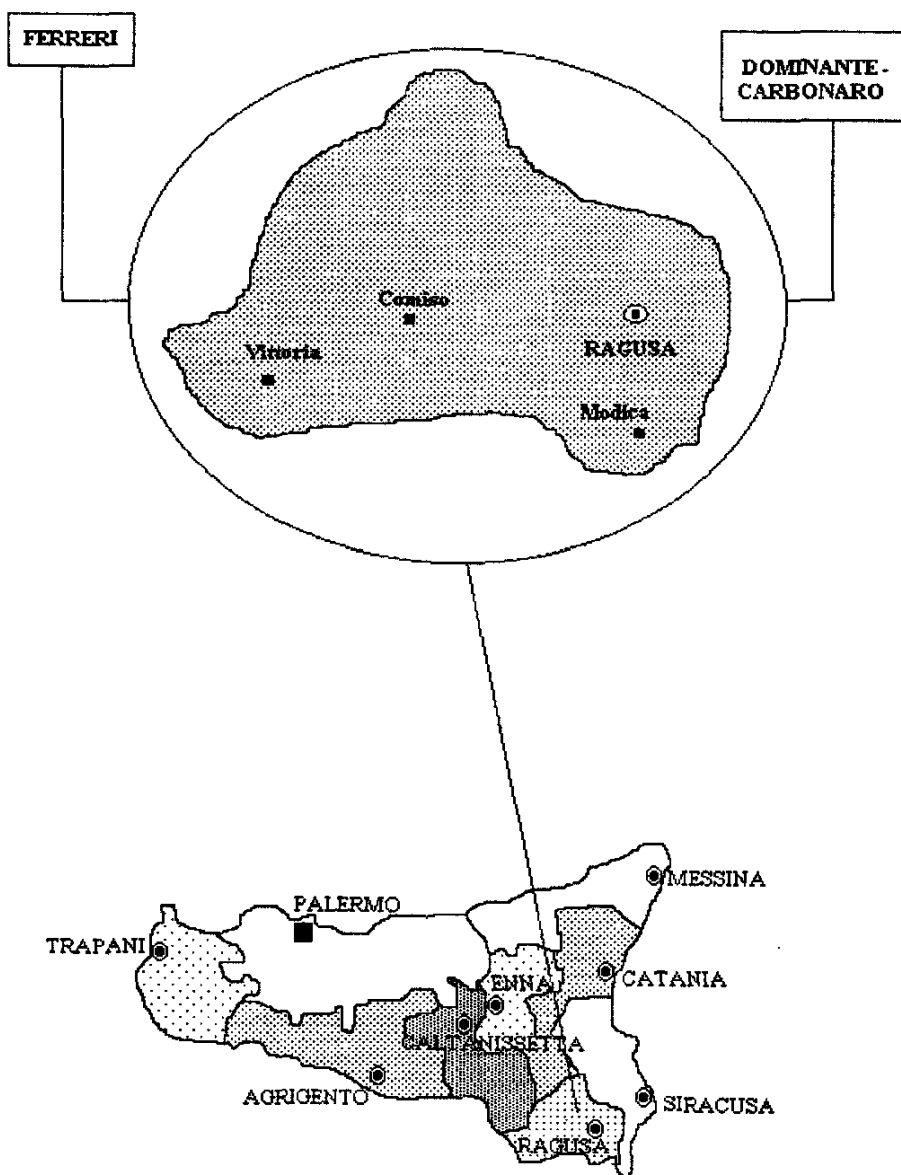 FERRERI
DOMINANTE-
CARBONARO
Comiso
Vittoria
RAGUSA
Modica
MESSINA
PALERMO
TRAPANI
ENNA
CATANIA
CALTANISSETTA
AGRIGENTO
SIRACUSA
RAGUSA